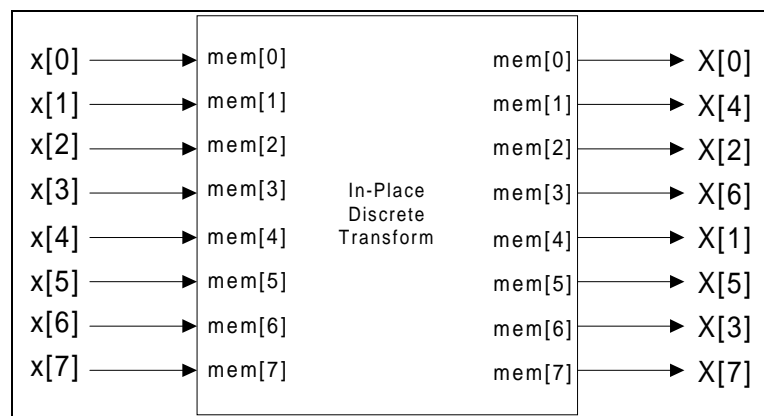 x[0] mem[0] mem[0] X[0]
x[1] mem[1] mem[1] X[4]
x[2] mem[2] mem[2] X[2]
x[3] mem[3] In-Place mem[3] X[6]
Discrete
x[4] mem[4] Transform mem[4] X[1]
x[5] mem[5] mem[5] X[5]
x[6] mem[6] mem[6] X[3]
x[7] mem[7] mem[7] X[7]